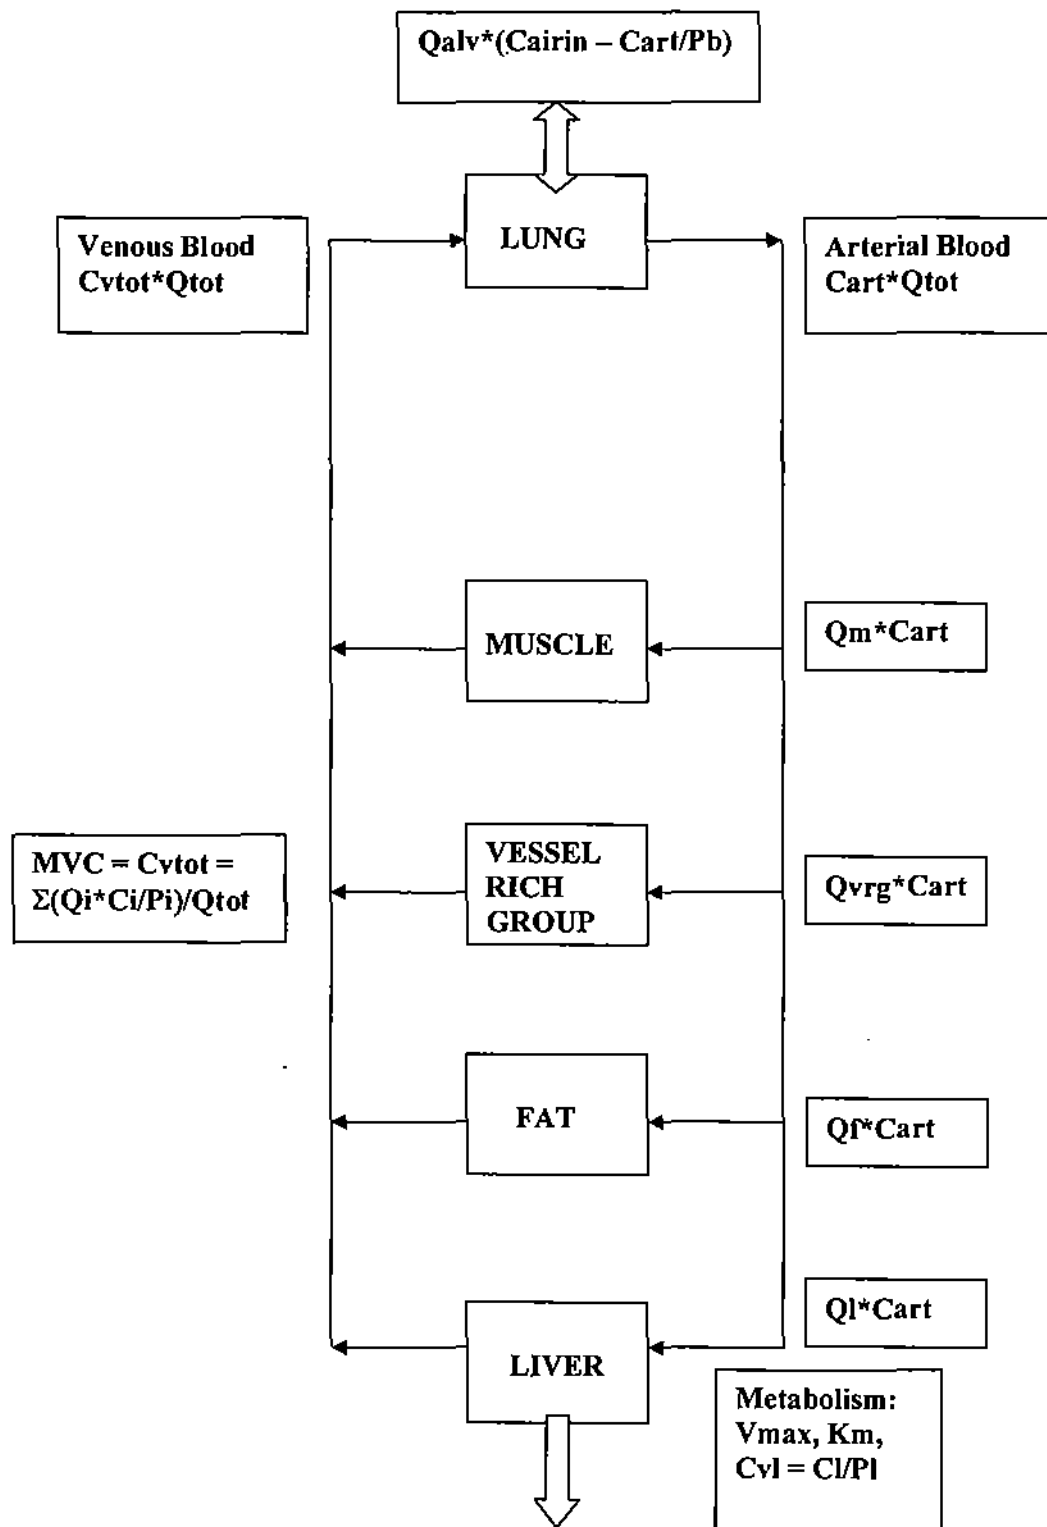 Qalv*(Cairin – Cart/Pb)
LUNG
Venous Blood
Cvtot*Qtot
Arterial Blood
Cart*Qtot
MUSCLE
Qm*Cart
MVC = Cvtot =
Σ(Qi*Ci/Pi)/Qtot
VESSEL
RICH
GROUP
Qvrg*Cart
FAT
Qf*Cart
Ql*Cart
LIVER
Metabolism:
Vmax, Km,
Cvl = Cl/Pl